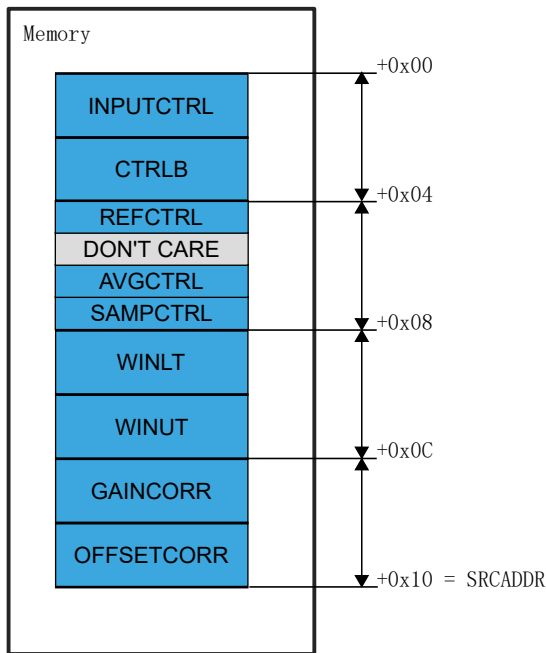 Memory
+0x00
INPUTCTRL
CTRLB
+0x04
REFCTRL
DON'T CARE
AVGCTRL
SAMPCTRL
+0x08
WINLT
WINUT
+0x0C
GAINCORR
OFFSETCORR
+0x10 = SRCADDR